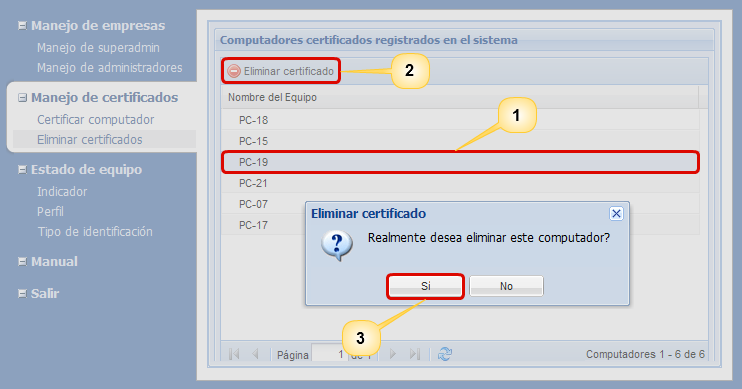 Manejo de empresas
Manejo de superadmin
Manejo de administradores
Manejo de certificados
Certificar computador
Eliminar certificados
Estado de equipo
Indicador
Perfil
Tipo de identificación
Manual
Salir
Computadores certificados registrados en el sistema
Eliminar certificado
2
Nombre del Equipo
1
PC-18
PC-15
PC-19
PC-21
PC-07
PC-17
Eliminar certificado
Realmente desea eliminar este computador?
Si
No
3
Página 1 de 1
Computadores 1 - 6 de 6